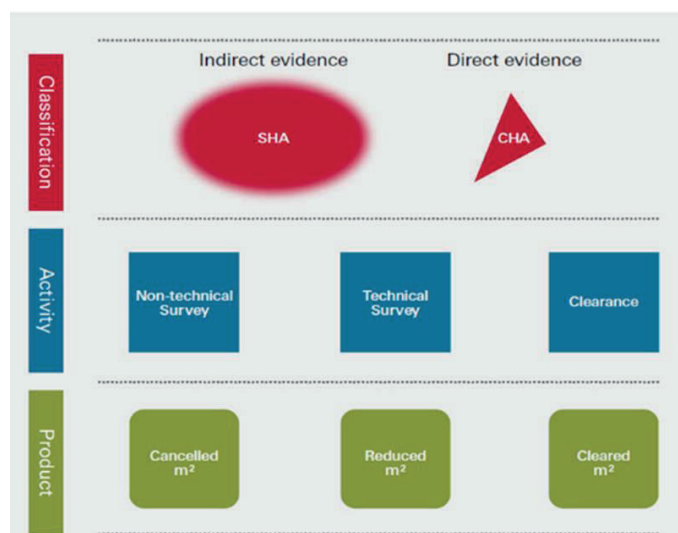 Classification
Indirect evidence
Direct evidence
SHA
CHA
Activity
Non-technical
Survey
Technical
Survey
Clearance
Product
Cancelled
m²
Reduced
m²
Cleared
m²